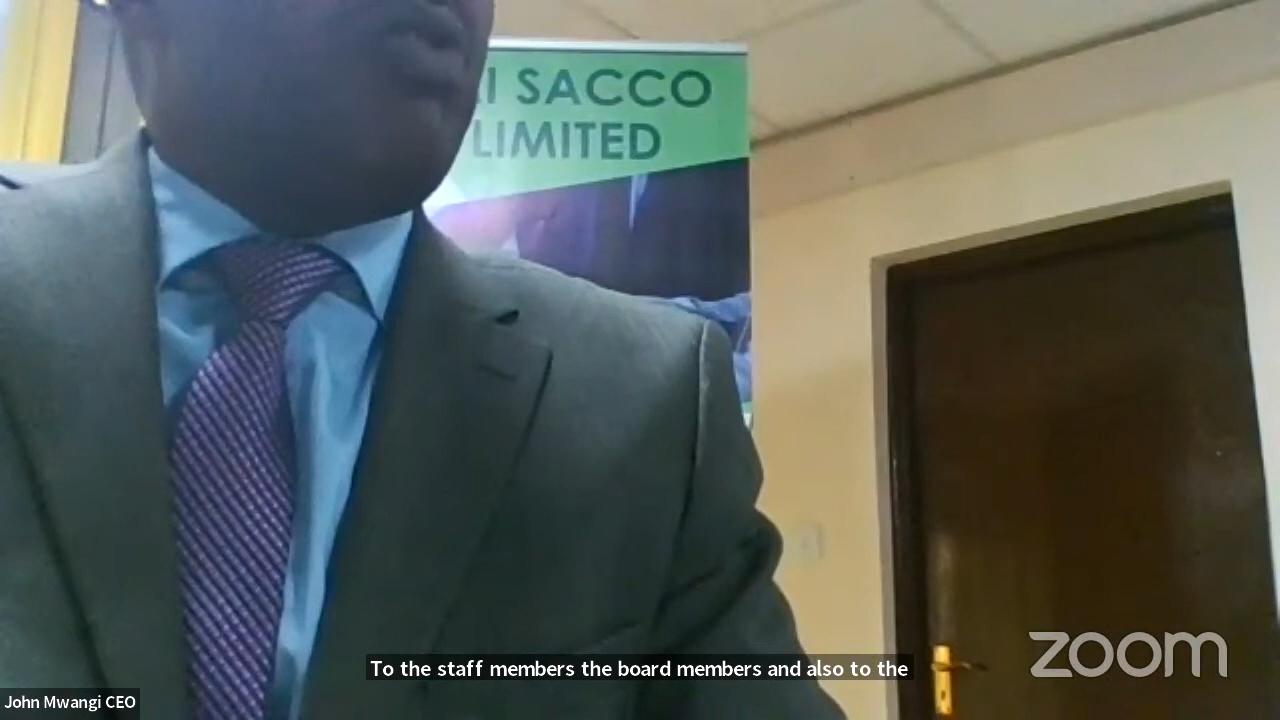 SACCO
LIMITED
To the staff members the board members and also to the
zoom
John Mwangi CEO